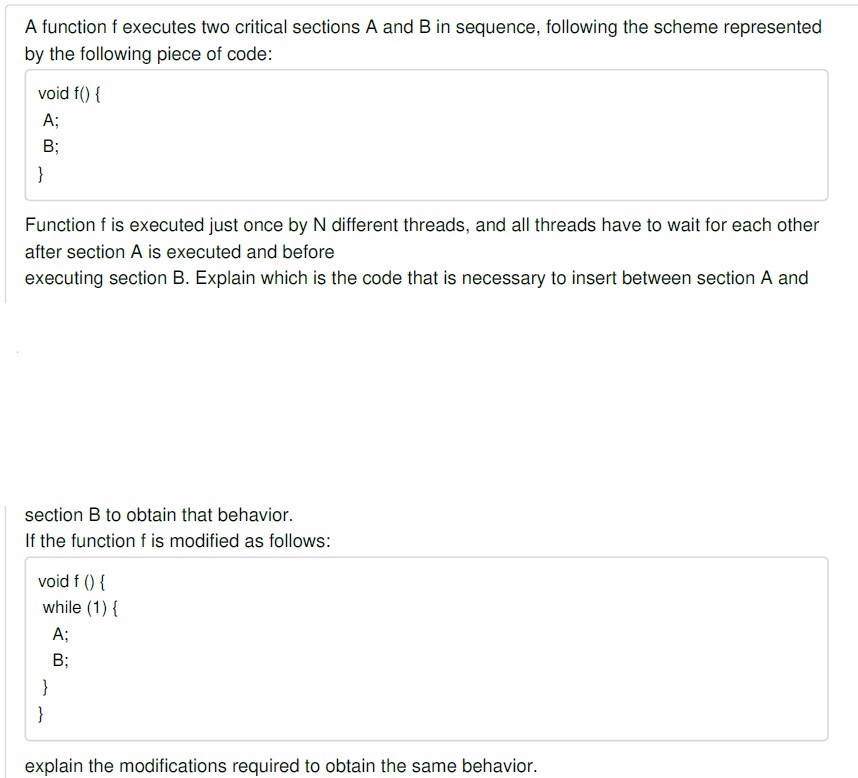 A function f executes two critical sections A and B in sequence, following the scheme represented
by the following piece of code:
void f() {
A;
B;
}
Function f is executed just once by N different threads, and all threads have to wait for each other
after section A is executed and before
executing section B. Explain which is the code that is necessary to insert between section A and
section B to obtain that behavior.
If the function f is modified as follows:
void f () {
while (1) {
A;
B;
}
}
explain the modifications required to obtain the same behavior.